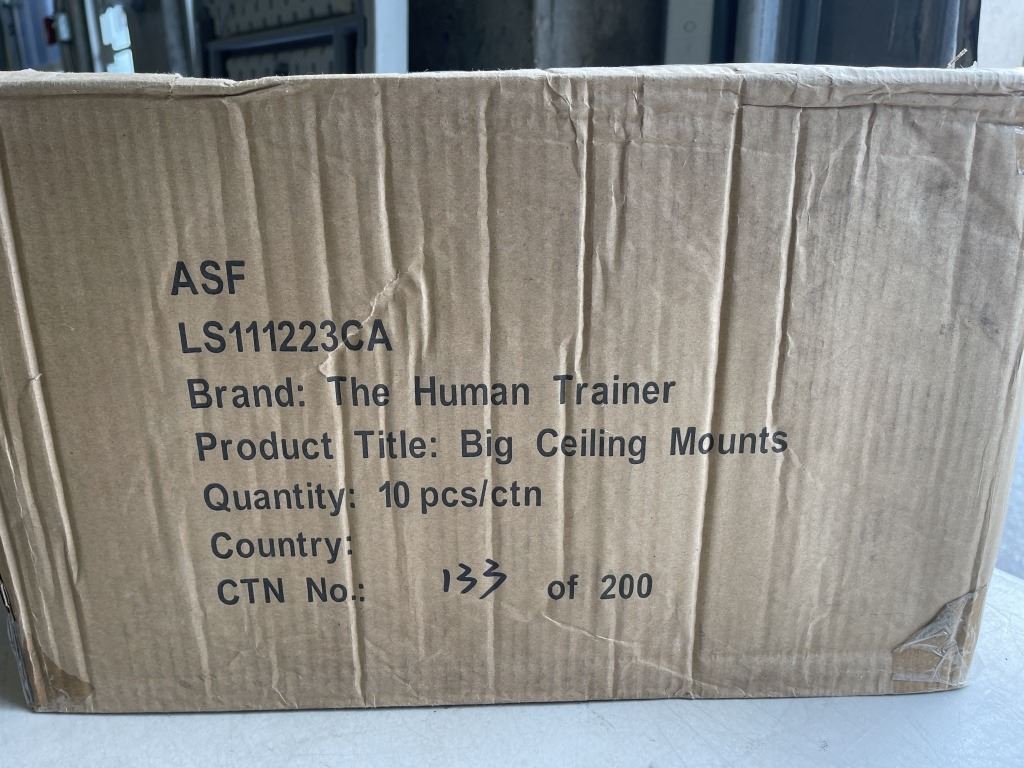 ASF
LS111223CA
Brand: The Human Trainer
Product Title: Big Ceiling Mounts
Quantity: 10 pcs/ctn
Country:
CTN No.: 133 of 200